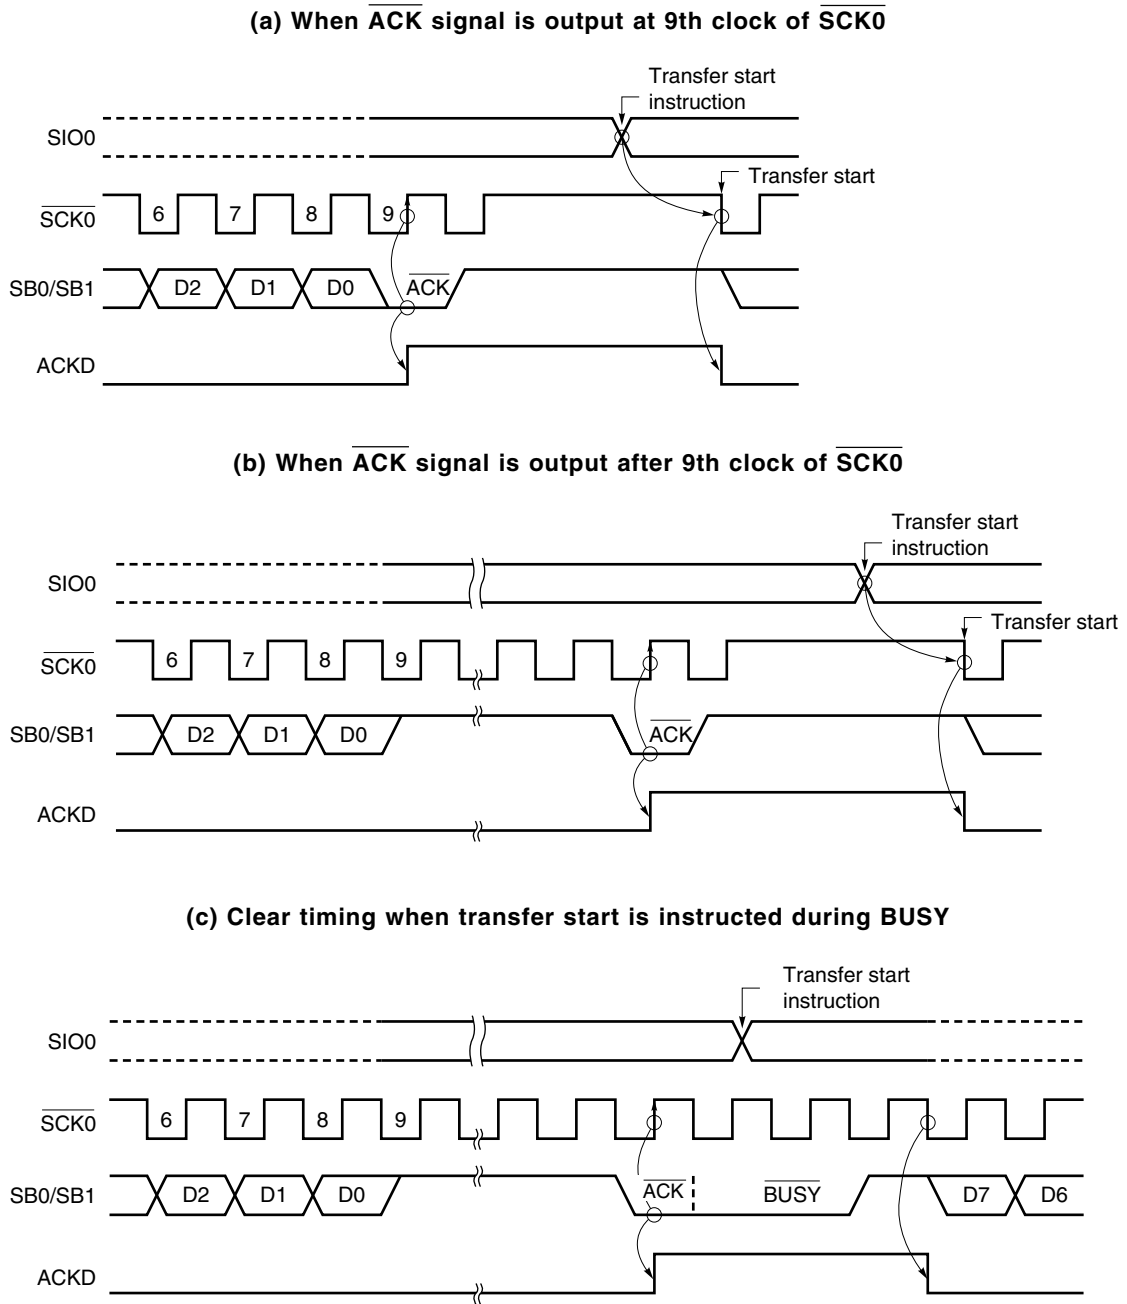 (a) When ACK signal is output at 9th clock of SCK0
Transfer start
instruction
SIO0
Transfer start
SCK0
6 7 8 9
SB0/SB1
D2 D1 D0 ACK
ACKD
(b) When ACK signal is output after 9th clock of SCK0
Transfer start
instruction
SIO0
Transfer start
SCK0
6 7 8 9
SB0/SB1
D2 D1 D0 ACK
ACKD
(c) Clear timing when transfer start is instructed during BUSY
Transfer start
instruction
SIO0
SCK0
6 7 8 9
SB0/SB1
D2 D1 D0 ACK BUSY D7 D6
ACKD